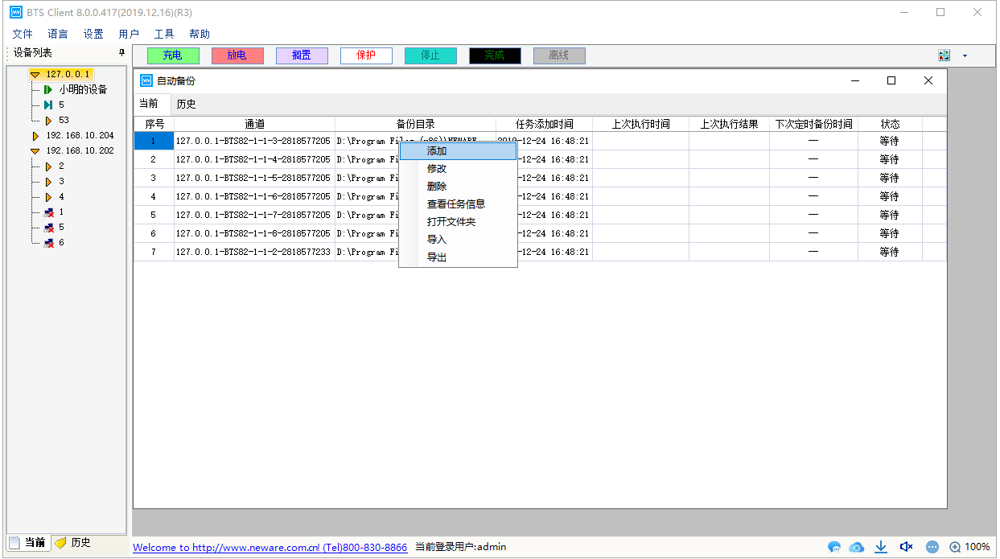 BTS Client 8.0.0.417(2019.12.16)(R3)
文件 语言 设置 用户 工具 帮助
设备列表
充电 放电 搁置 保护 停止 完成 离线
127.0.0.1
小明的设备
5
53
192.168.10.204
192.168.10.202
2
3
4
1
5
6
自动备份
当前 历史
序号 通道 备份目录 任务添加时间 上次执行时间 上次执行结果 下次定时备份时间 状态
1 127.0.0.1-BTS82-1-1-3-2818577205 D:\Program Files (x86)\NEWARE 2019-12-24 16:48:21 — 等待
2 127.0.0.1-BTS82-1-1-4-2818577205 D:\Program Fi -12-24 16:48:21 — 等待
3 127.0.0.1-BTS82-1-1-5-2818577205 D:\Program Fi -12-24 16:48:21 — 等待
4 127.0.0.1-BTS82-1-1-6-2818577205 D:\Program Fi -12-24 16:48:21 — 等待
5 127.0.0.1-BTS82-1-1-7-2818577205 D:\Program Fi -12-24 16:48:21 — 等待
6 127.0.0.1-BTS82-1-1-8-2818577205 D:\Program Fi -12-24 16:48:21 — 等待
7 127.0.0.1-BTS82-1-1-2-2818577233 D:\Program Fi -12-24 16:48:21 — 等待
添加
修改
删除
查看任务信息
打开文件夹
导入
导出
当前 历史
Welcome to http://www.neware.com.cn! (Tel)800-830-8866 当前登录用户:admin
100%